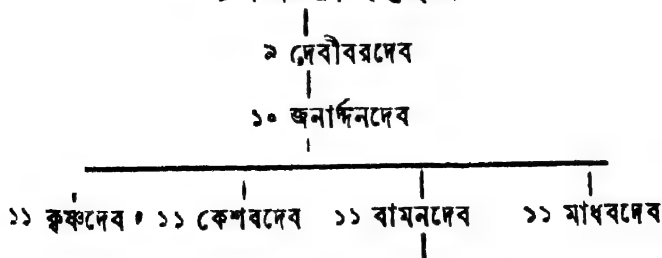 ৯ দেবীবরদেব
১০ জনার্দ্দনদেব
১১ কৃষ্ণদেব • ১১ কেশবদেব ১১ বামনদেব ১১ মাধবদেব